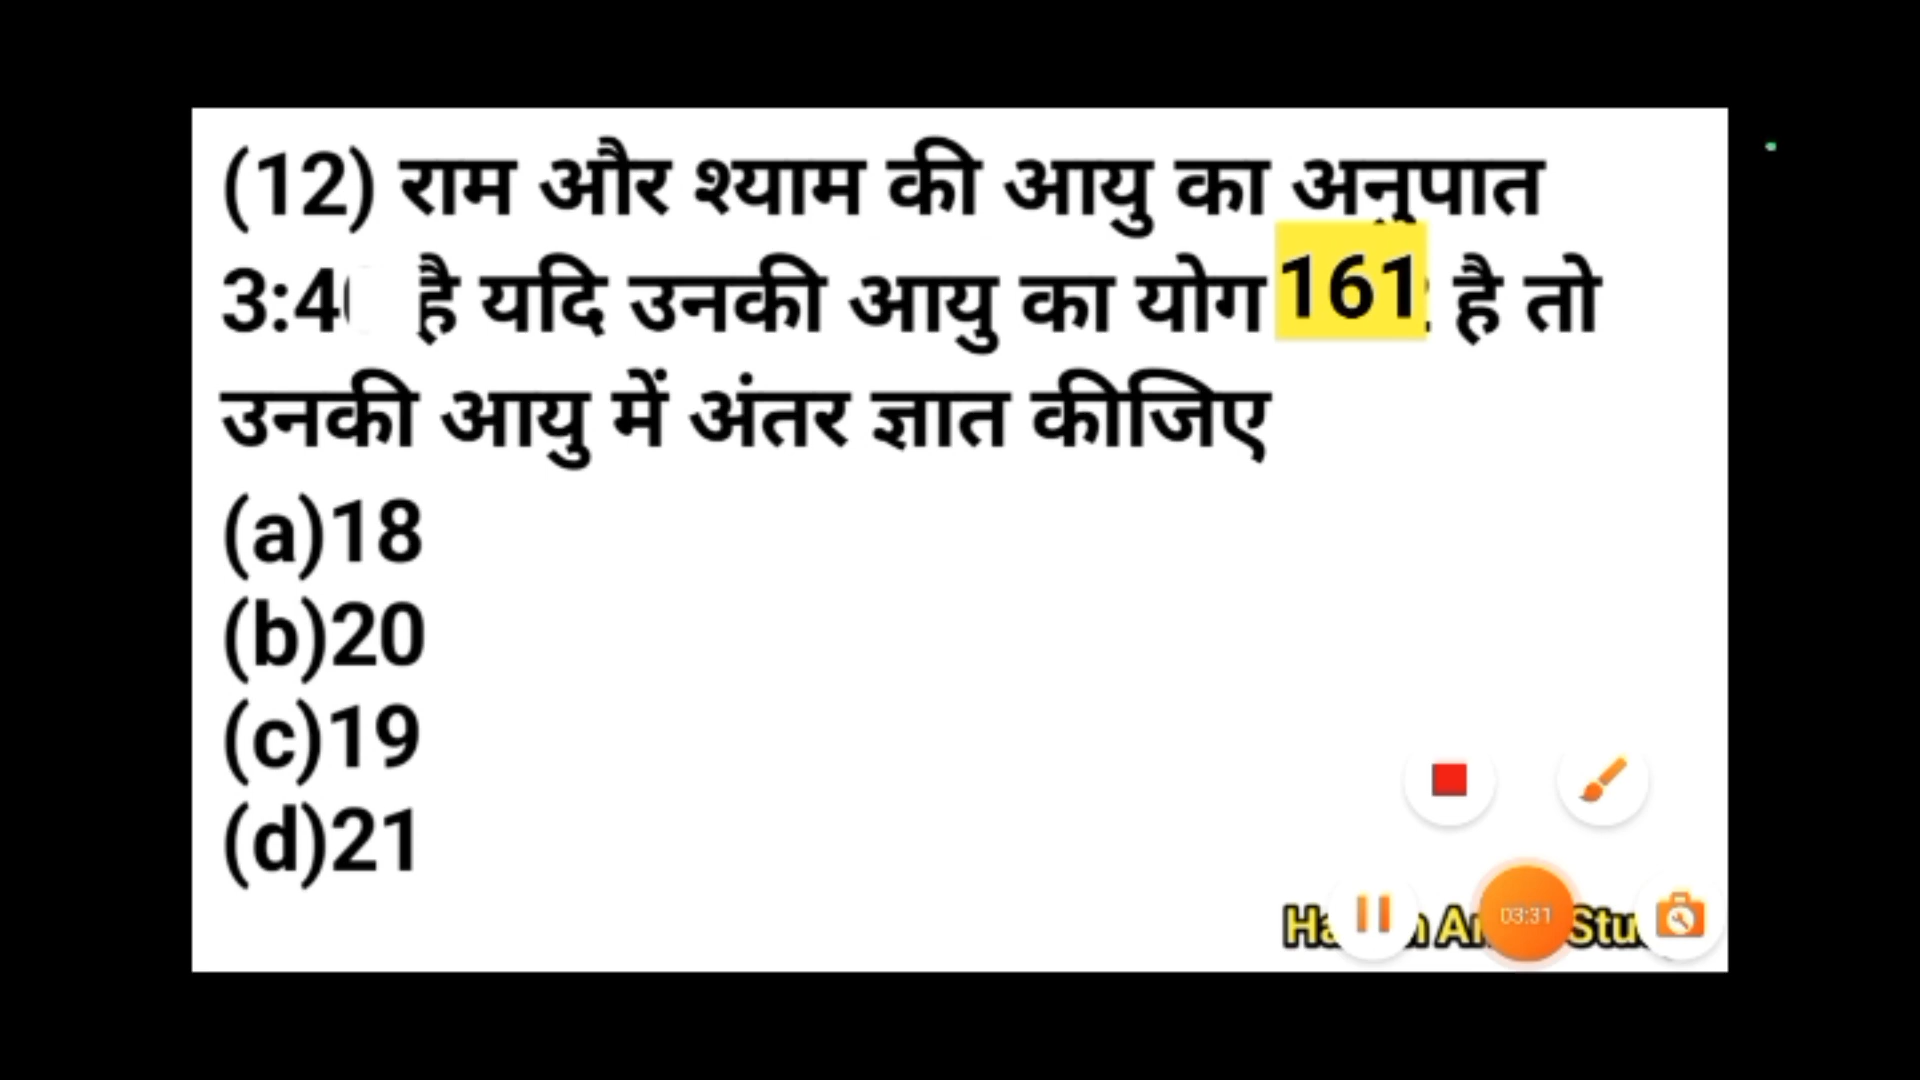 (12) राम और श्याम की आयु का अनुपात
3:4 है यदि उनकी आयु का योग 161 है तो
उनकी आयु में अंतर ज्ञात कीजिए
(a)18
(b)20
(c)19
(d)21
03:31